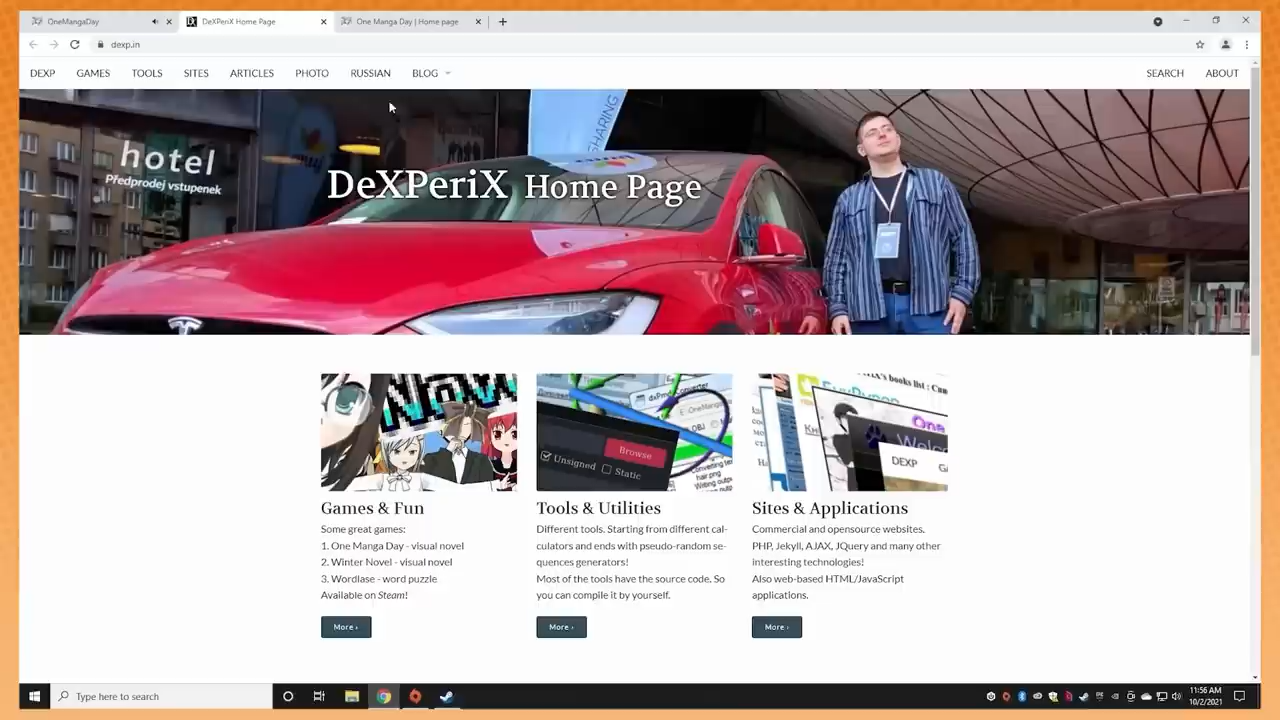 OneMangaDay
DeXPeriX Home Page
One Manga Day | Home page
dexp.in
DEXP GAMES TOOLS SITES ARTICLES PHOTO RUSSIAN BLOG SEARCH ABOUT
SHARING
hotel
Předprodej vstupenek
DeXPeriX Home Page
Browse
Unsigned Static
DEXP
Games & Fun
Some great games:
1. One Manga Day - visual novel
2. Winter Novel - visual novel
3. Wordlase - word puzzle
Available on Steam!
More ›
Tools & Utilities
Different tools. Starting from different cal-
culators and ends with pseudo-random se-
quences generators!
Most of the tools have the source code. So
you can compile it by yourself.
More ›
Sites & Applications
Commercial and opensource websites.
PHP, Jekyll, AJAX, JQuery and many other
interesting technologies!
Also web-based HTML/JavaScript
applications.
More ›
Type here to search
11:56 AM
10/2/2021